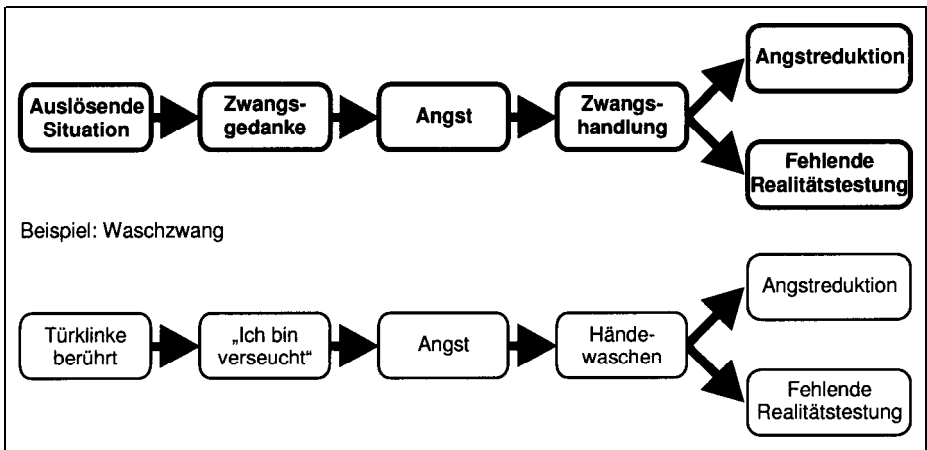 Auslösende
Situation
Zwangs-
gedanke
Angst
Zwangs-
handlung
Angstreduktion
Fehlende
Realitätstestung
Beispiel: Waschzwang
Türklinke
berührt
„Ich bin
verseucht“
Angst
Hände-
waschen
Angstreduktion
Fehlende
Realitätstestung